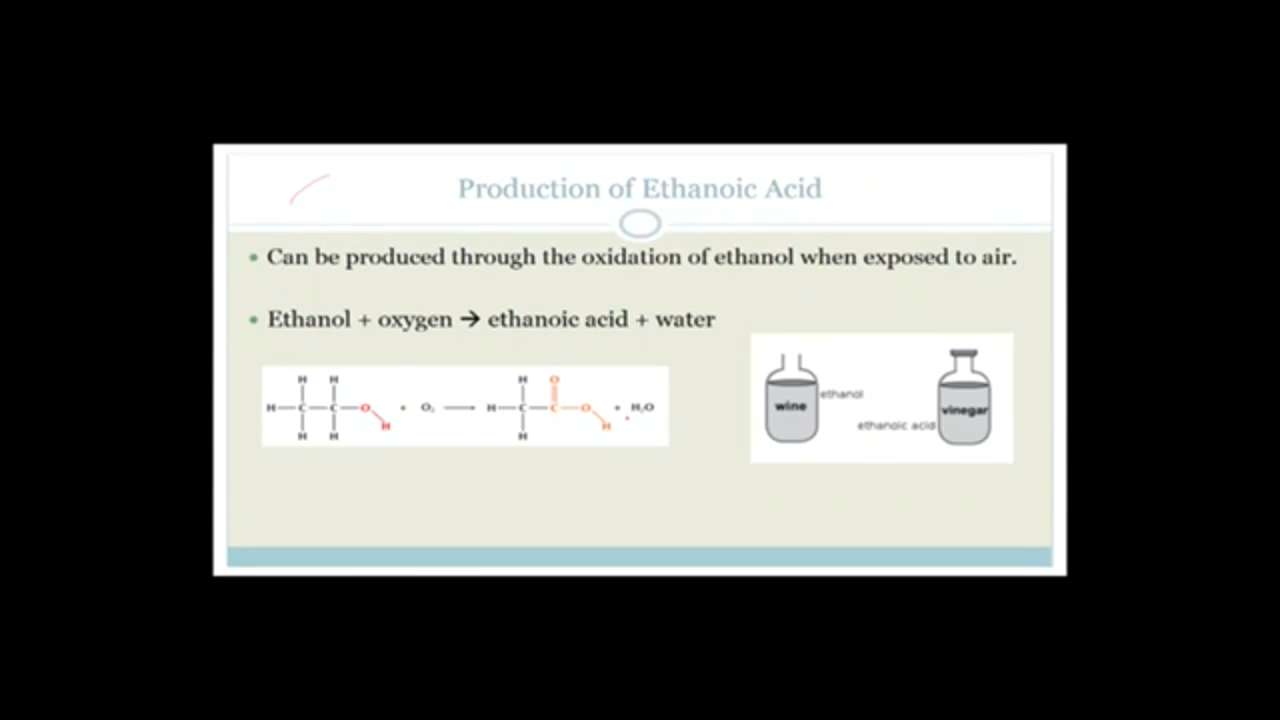 Production of Ethanoic Acid
• Can be produced through the oxidation of ethanol when exposed to air.
• Ethanol + oxygen → ethanoic acid + water
H H H O
H C C O H + O₂ ⟶ H C C O H + H₂O
H H H
wine ethanol
ethanoic acid vinegar